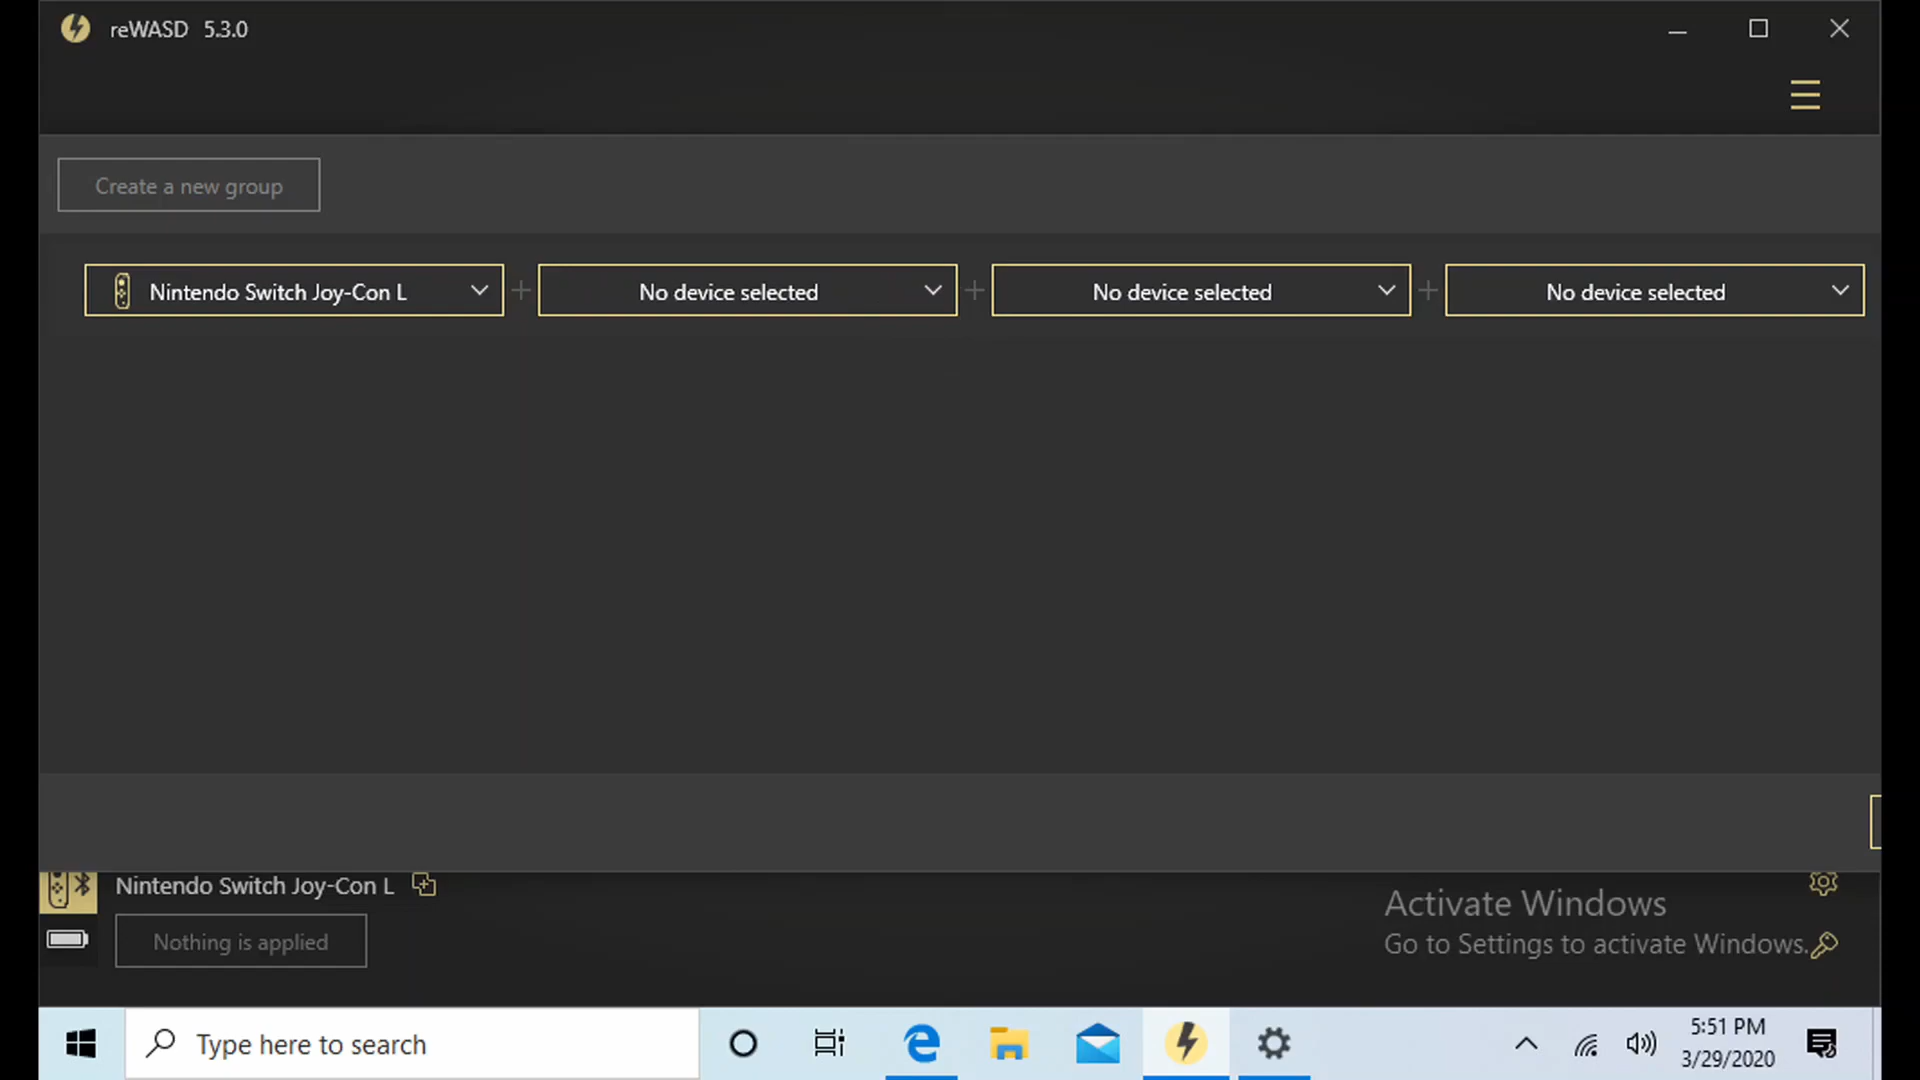 reWASD 5.3.0
Create a new group
Nintendo Switch Joy-Con L
No device selected
No device selected
No device selected
Nintendo Switch Joy-Con L
Nothing is applied
Activate Windows
Go to Settings to activate Windows.
Type here to search
5:51 PM
3/29/2020